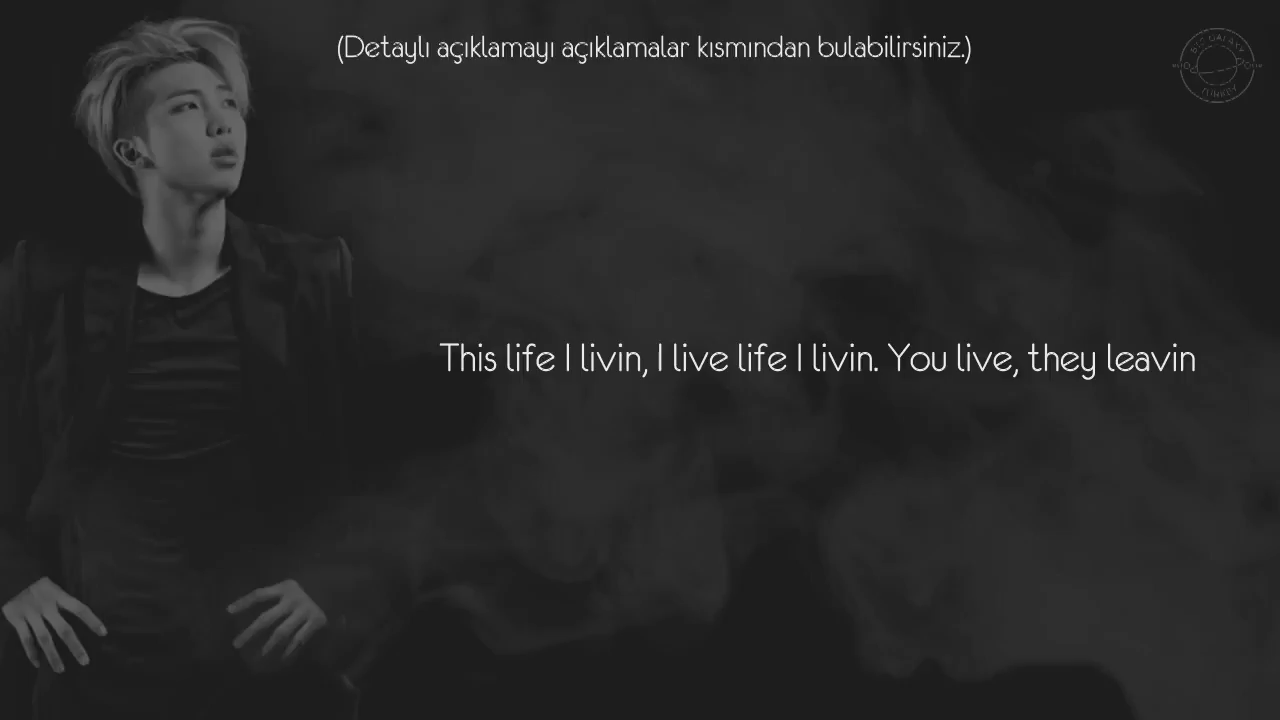 (Detaylı açıklamayı açıklamalar kısmından bulabilirsiniz.)
This life I livin, I live life I livin. You live, they leavin